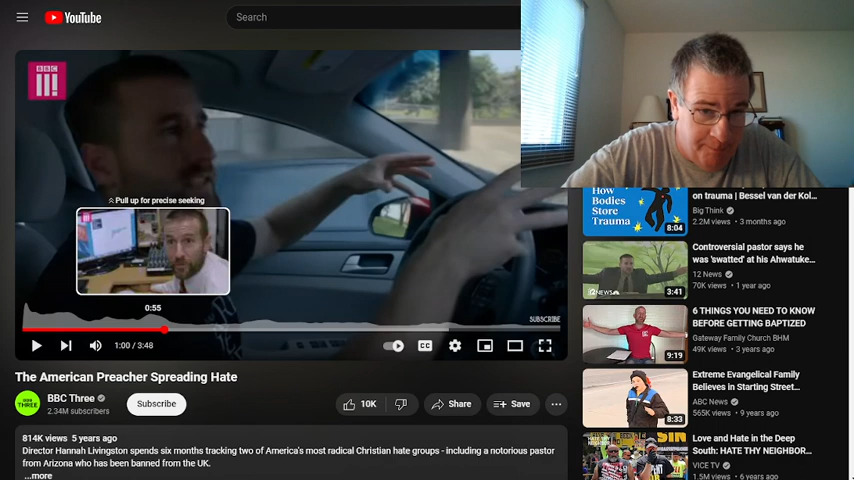 YouTube
Search
BBC
III!
Pull up for precise seeking
0:55
SUBSCRIBE
1:00 / 3:48
CC
The American Preacher Spreading Hate
BBC Three
2.34M subscribers
Subscribe
10K
Share
Save
814K views 5 years ago
Director Hannah Livingston spends six months tracking two of America's most radical Christian hate groups - including a notorious pastor
from Arizona who has been banned from the UK.
...more
How
Bodies
Store
Trauma
8:04
on trauma | Bessel van der Kol...
Big Think
2.2M views • 3 months ago
12NEWS
3:41
Controversial pastor says he
was 'swatted' at his Ahwatuke...
12 News
70K views • 1 year ago
9:19
6 THINGS YOU NEED TO KNOW
BEFORE GETTING BAPTIZED
Gateway Family Church BHM
49K views • 3 years ago
8:33
Extreme Evangelical Family
Believes in Starting Street...
ABC News
565K views • 9 years ago
Love and Hate in the Deep
South: HATE THY NEIGHBOR...
VICE TV
1.5M views • 6 years ago